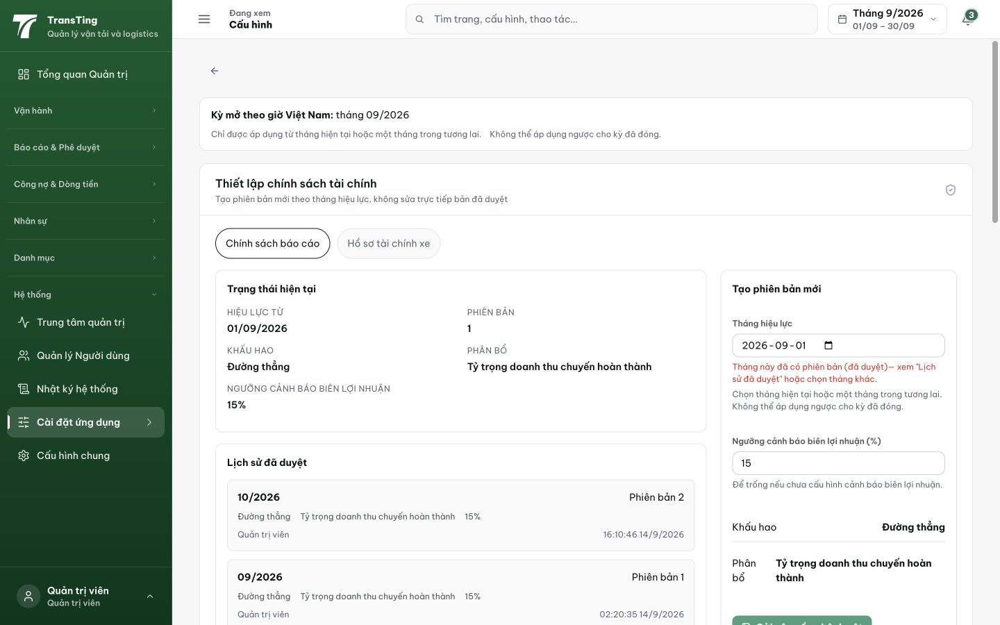 TransTing
Quản lý vận tải và logistics
Tổng quan Quản trị
Vận hành
Báo cáo & Phê duyệt
Công nợ & Dòng tiền
Nhân sự
Danh mục
Hệ thống
Trung tâm quản trị
Quản lý Người dùng
Nhật ký hệ thống
Cài đặt ứng dụng
Cấu hình chung
Quản trị viên
Quản trị viên
Đang xem
Cấu hình
Tìm trang, cấu hình, thao tác...
Tháng 9/2026
01/09 – 30/09
3
Kỳ mở theo giờ Việt Nam: tháng 09/2026
Chỉ được áp dụng từ tháng hiện tại hoặc một tháng trong tương lai. Không thể áp dụng ngược cho kỳ đã đóng.
Thiết lập chính sách tài chính
Tạo phiên bản mới theo tháng hiệu lực, không sửa trực tiếp bản đã duyệt
Chính sách báo cáo
Hồ sơ tài chính xe
Trạng thái hiện tại
HIỆU LỰC TỪ
01/09/2026
PHIÊN BẢN
1
KHẤU HAO
Đường thẳng
PHÂN BỔ
Tỷ trọng doanh thu chuyến hoàn thành
NGƯỠNG CẢNH BÁO BIÊN LỢI NHUẬN
15%
Lịch sử đã duyệt
10/2026
Phiên bản 2
Đường thẳng Tỷ trọng doanh thu chuyến hoàn thành 15%
Quản trị viên
16:10:46 14/9/2026
09/2026
Phiên bản 1
Đường thẳng Tỷ trọng doanh thu chuyến hoàn thành 15%
Quản trị viên
02:20:35 14/9/2026
Tạo phiên bản mới
Tháng hiệu lực
2026-09-01
Tháng này đã có phiên bản (đã duyệt)— xem "Lịch
sử đã duyệt" hoặc chọn tháng khác.
Chọn tháng hiện tại hoặc một tháng trong tương lai.
Không thể áp dụng ngược cho kỳ đã đóng.
Ngưỡng cảnh báo biên lợi nhuận (%)
15
Để trống nếu chưa cấu hình cảnh báo biên lợi nhuận.
Khấu hao
Đường thẳng
Phân
bổ
Tỷ trọng doanh thu chuyến hoàn
thành